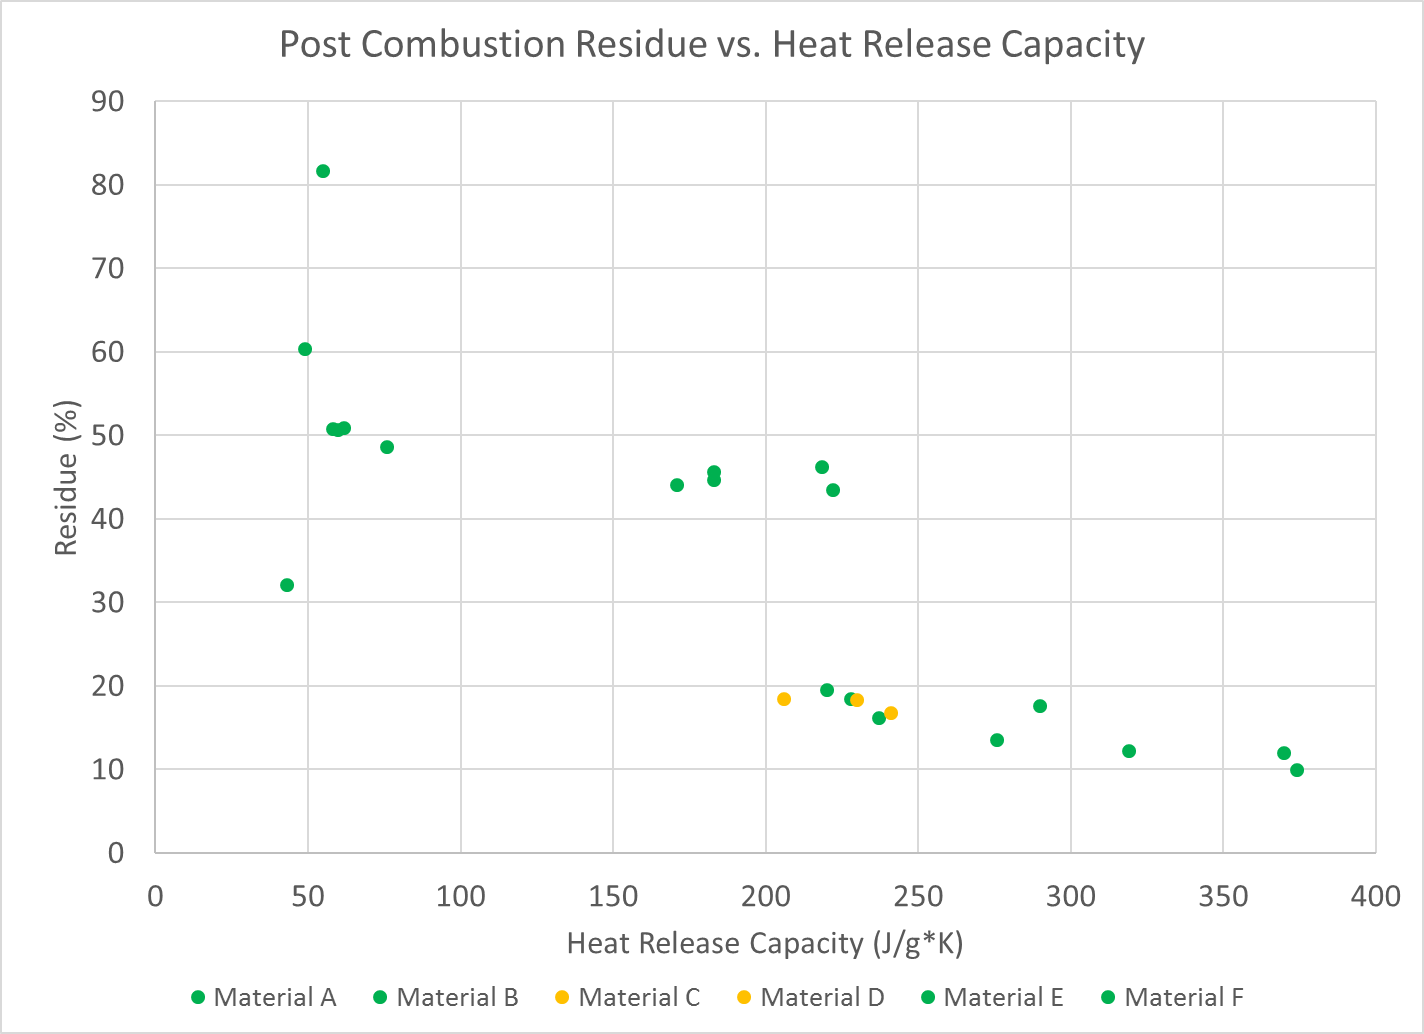 Post Combustion Residue vs. Heat Release Capacity
90
80
70
60
50
40
30
20
10
0
Residue (%)
0 50 100 150 200 250 300 350 400
Heat Release Capacity (J/g*K)
Material A Material B Material C Material D Material E Material F